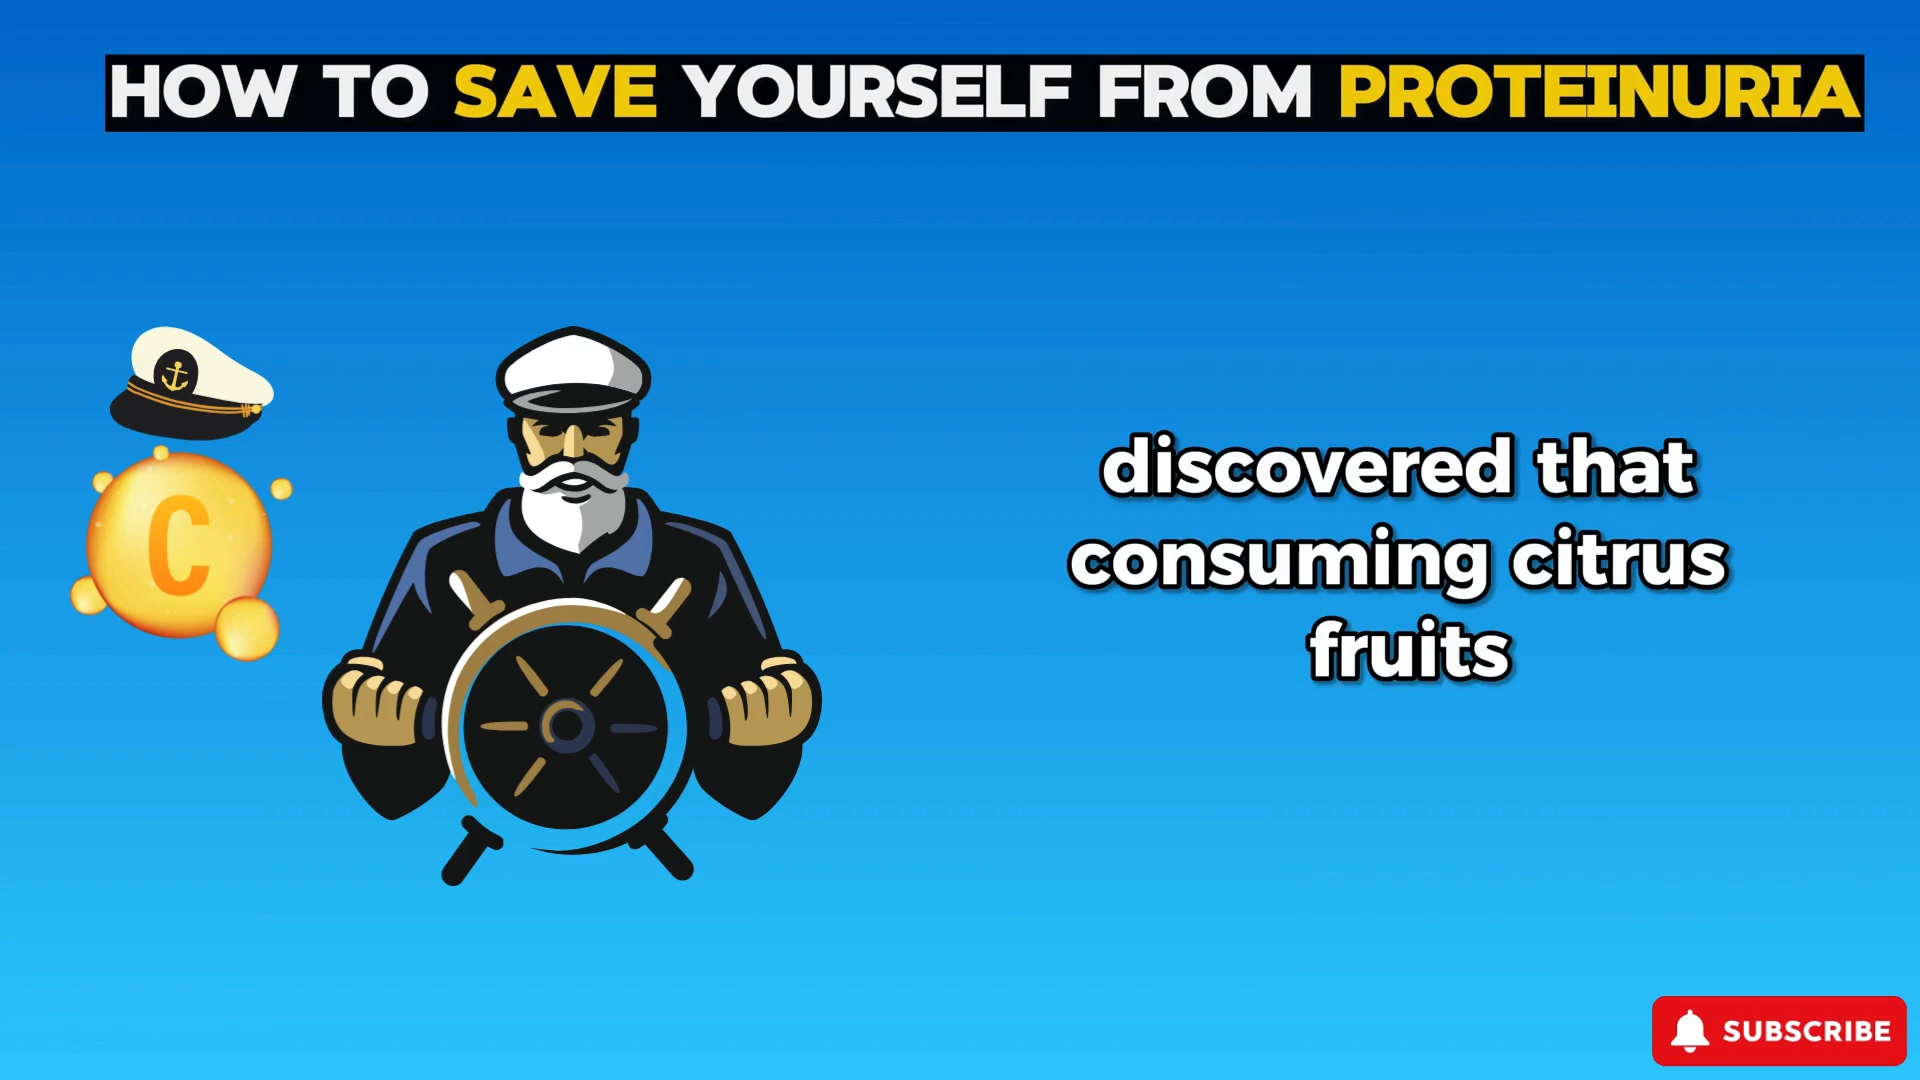 HOW TO SAVE YOURSELF FROM PROTEINURIA
C
discovered that
consuming citrus
fruits
SUBSCRIBE